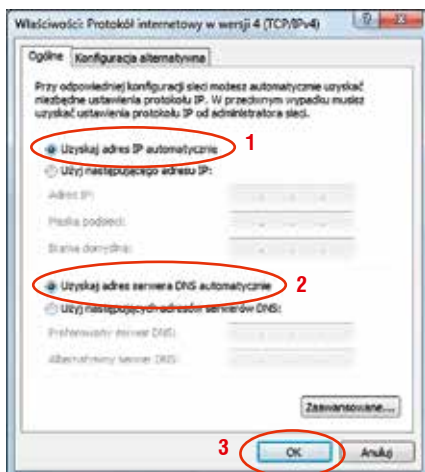 Właściwości: Protokół internetowy w wersji 4 (TCP/IPv4)
Ogólne Konfiguracja alternatywna
Przy odpowiedniej konfiguracji sieci możesz automatycznie uzyskać
niezbędne ustawienia protokołu IP. W przeciwnym wypadku musisz
uzyskać ustawienia protokołu IP od administratora sieci.
Uzyskaj adres IP automatycznie 1
Użyj następującego adresu IP:
Adres IP:
Maska podsieci:
Brama domyślna:
Uzyskaj adres serwera DNS automatycznie 2
Użyj następujących adresów serwerów DNS:
Preferowany serwer DNS:
Alternatywny serwer DNS:
Zaawansowane...
3 OK Anuluj